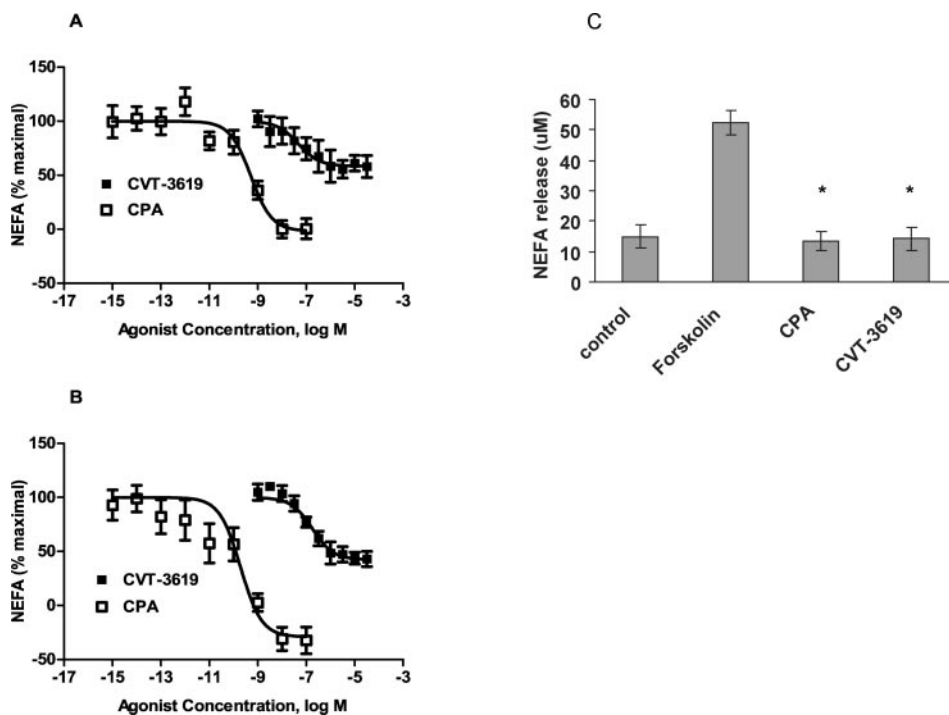 A
150
100
50
0
-50
NEFA (% maximal)
CVT-3619
CPA
-17 -15 -13 -11 -9 -7 -5 -3
Agonist Concentration, log M
C
60
50
40
30
20
10
0
NEFA release (uM)
* *
control Forskolin CPA CVT-3619
B
150
100
50
0
-50
NEFA (% maximal)
CVT-3619
CPA
-17 -15 -13 -11 -9 -7 -5 -3
Agonist Concentration, log M